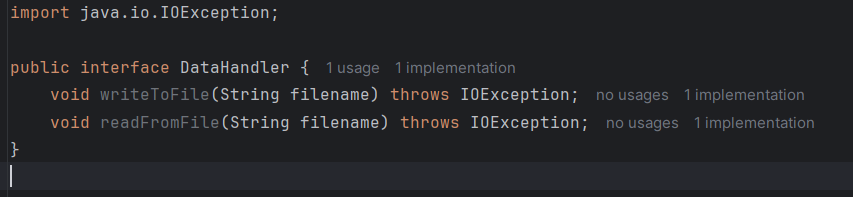 import java.io.IOException;
public interface DataHandler { 1 usage 1 implementation
void writeToFile(String filename) throws IOException; no usages 1 implementation
void readFromFile(String filename) throws IOException; no usages 1 implementation
}